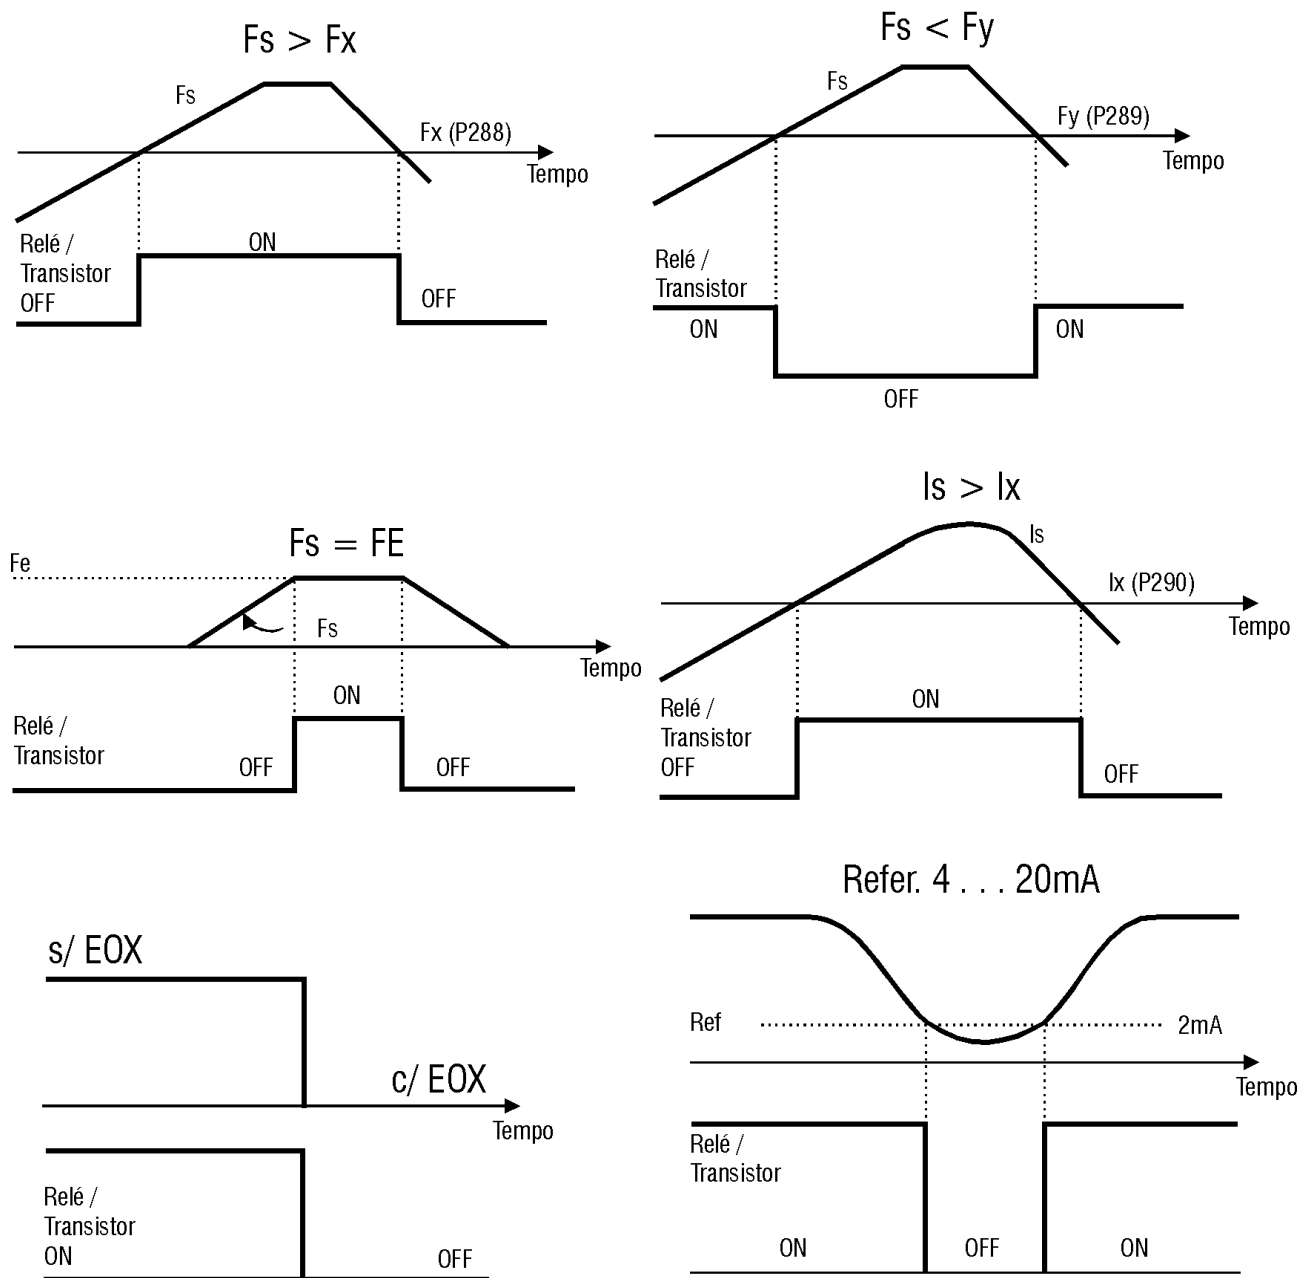 Fs > Fx
Fs
Fx (P288)
Tempo
Relé /
Transistor
OFF
ON
OFF
Fs < Fy
Fs
Fy (P289)
Tempo
Relé /
Transistor
ON
OFF
ON
Fs = FE
Fe
Fs
Tempo
Relé /
Transistor
OFF
ON
OFF
Is > Ix
Is
Ix (P290)
Tempo
Relé /
Transistor
OFF
ON
OFF
s/ EOX
c/ EOX
Tempo
Relé /
Transistor
ON
OFF
Refer. 4 . . . 20mA
Ref
2mA
Tempo
Relé /
Transistor
ON
OFF
ON